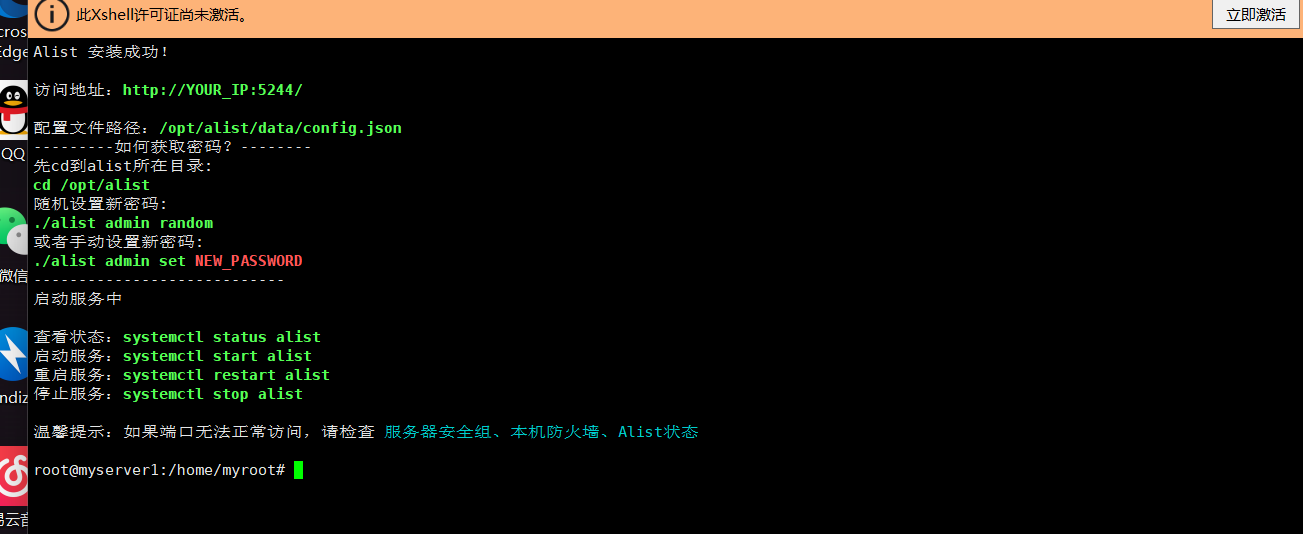 此Xshell许可证尚未激活。
立即激活
cros
Edge
QQ
微信
ndiz
易云音
Alist 安装成功！
访问地址：http://YOUR_IP:5244/
配置文件路径：/opt/alist/data/config.json
---------如何获取密码？--------
先cd到alist所在目录:
cd /opt/alist
随机设置新密码:
./alist admin random
或者手动设置新密码:
./alist admin set NEW_PASSWORD
----------------------------
启动服务中
查看状态：systemctl status alist
启动服务：systemctl start alist
重启服务：systemctl restart alist
停止服务：systemctl stop alist
温馨提示：如果端口无法正常访问，请检查 服务器安全组、本机防火墙、Alist状态
root@myserver1:/home/myroot#